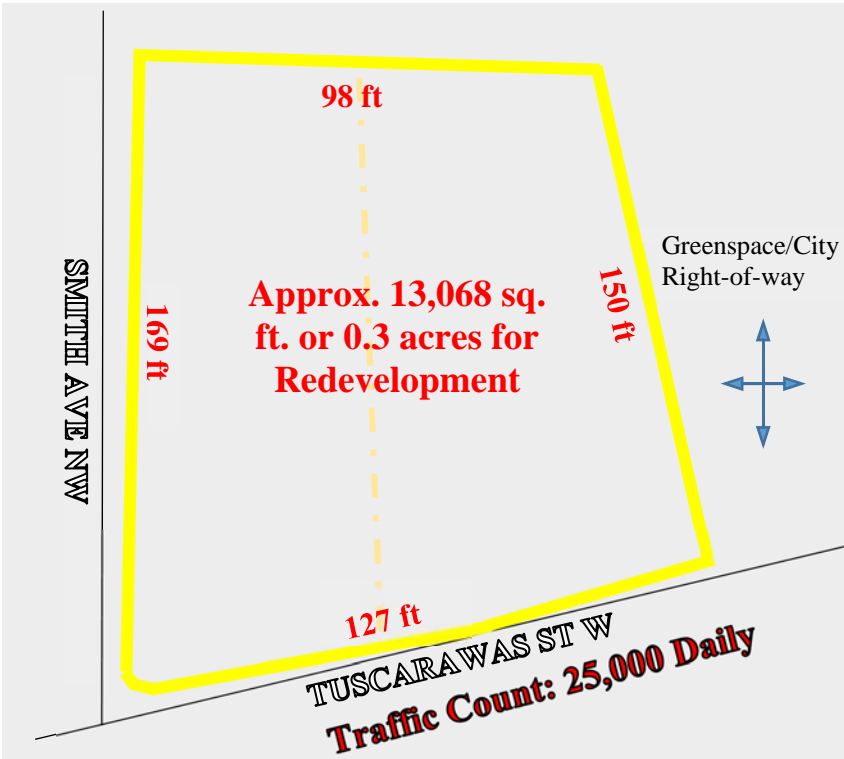 98 ft
SMITH AVE NW
169 ft
Approx. 13,068 sq.
ft. or 0.3 acres for
Redevelopment
150 ft
Greenspace/City
Right-of-way
127 ft
TUSCARAWAS ST W
Traffic Count: 25,000 Daily